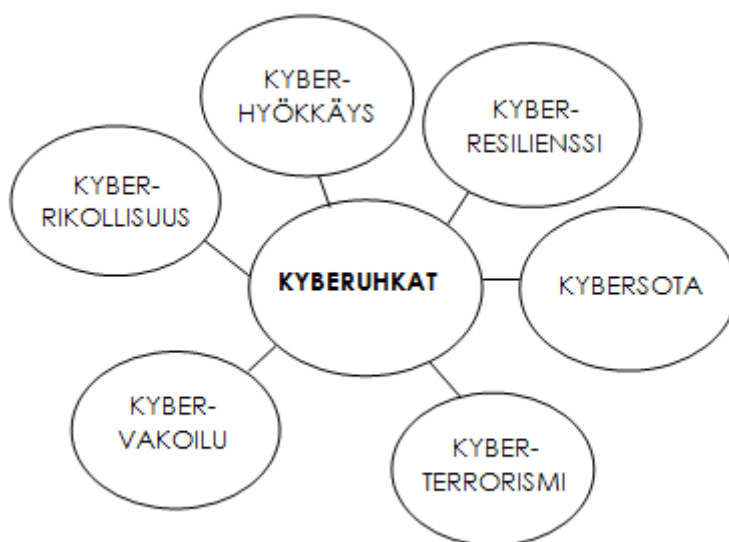 KYBER-
HYÖKKÄYS
KYBER-
RESILIENSSI
KYBER-
RIKOLLISUUS
KYBERUHKAT
KYBERSOTA
KYBER-
VAKOILU
KYBER-
TERRORISMI